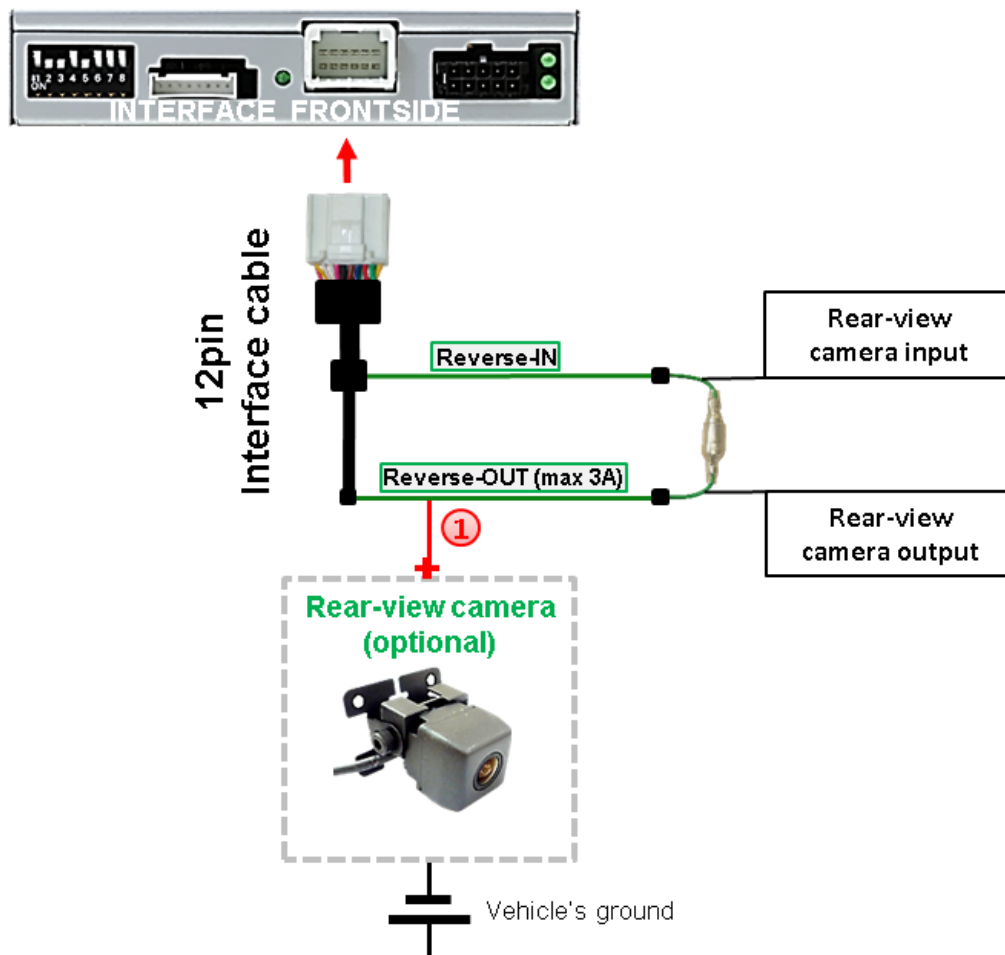 1 2 3 4 5 6 7 8
ON
INTERFACE FRONTSIDE
12pin
Interface cable
Reverse-IN
Rear-view
camera input
Reverse-OUT (max 3A)
Rear-view
camera output
1
+
Rear-view camera
(optional)
Vehicle's ground